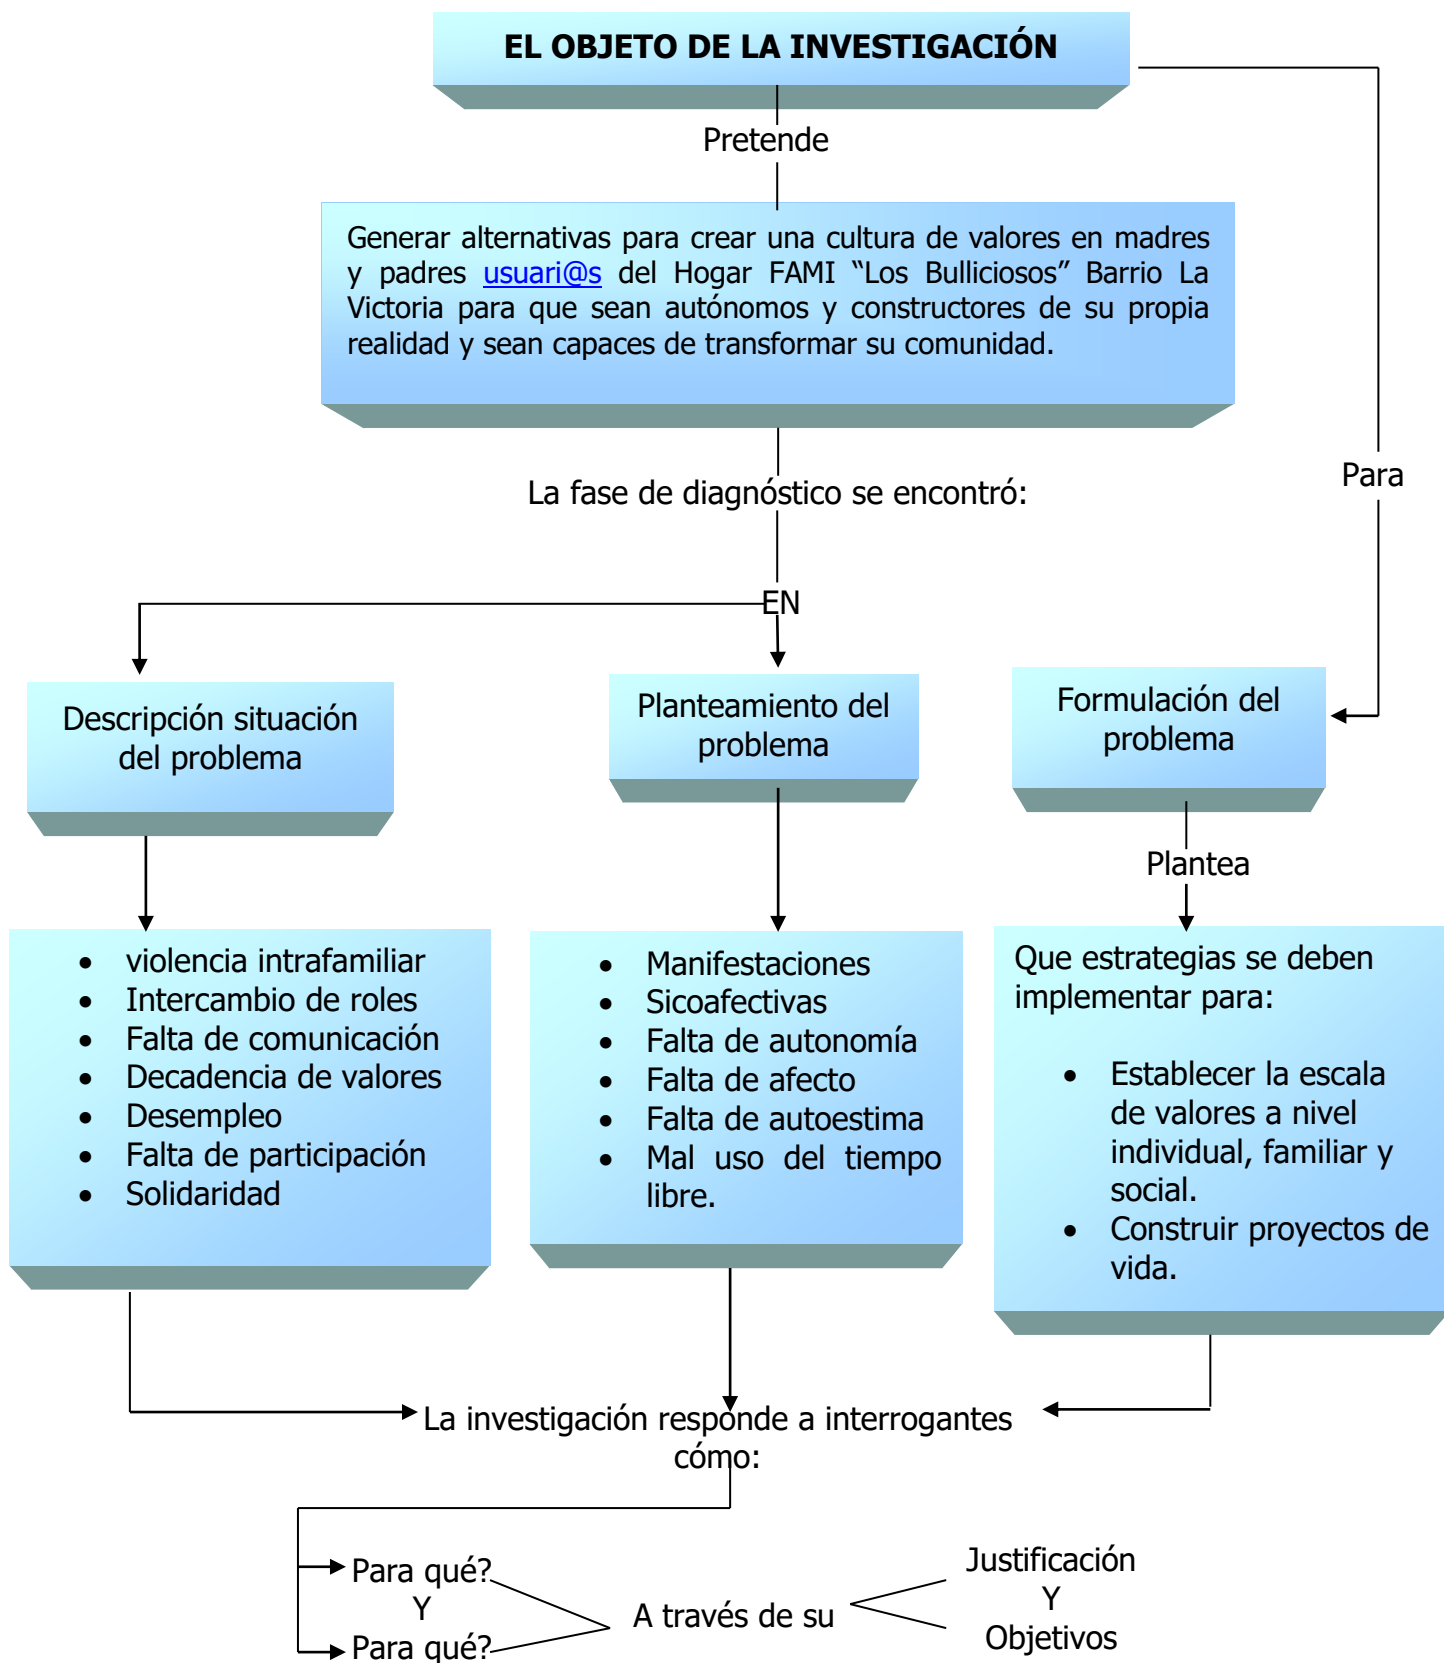 EL OBJETO DE LA INVESTIGACIÓN
Pretende
Generar alternativas para crear una cultura de valores en madres
y padres usuari@s del Hogar FAMI “Los Bulliciosos” Barrio La
Victoria para que sean autónomos y constructores de su propia
realidad y sean capaces de transformar su comunidad.
Para
La fase de diagnóstico se encontró:
EN
Descripción situación
del problema
Planteamiento del
problema
Formulación del
problema
Plantea
• violencia intrafamiliar
• Intercambio de roles
• Falta de comunicación
• Decadencia de valores
• Desempleo
• Falta de participación
• Solidaridad
• Manifestaciones
• Sicoafectivas
• Falta de autonomía
• Falta de afecto
• Falta de autoestima
• Mal uso del tiempo
libre.
Que estrategias se deben
implementar para:
• Establecer la escala
de valores a nivel
individual, familiar y
social.
• Construir proyectos de
vida.
La investigación responde a interrogantes
cómo:
Para qué?
Y
Para qué?
A través de su
Justificación
Y
Objetivos